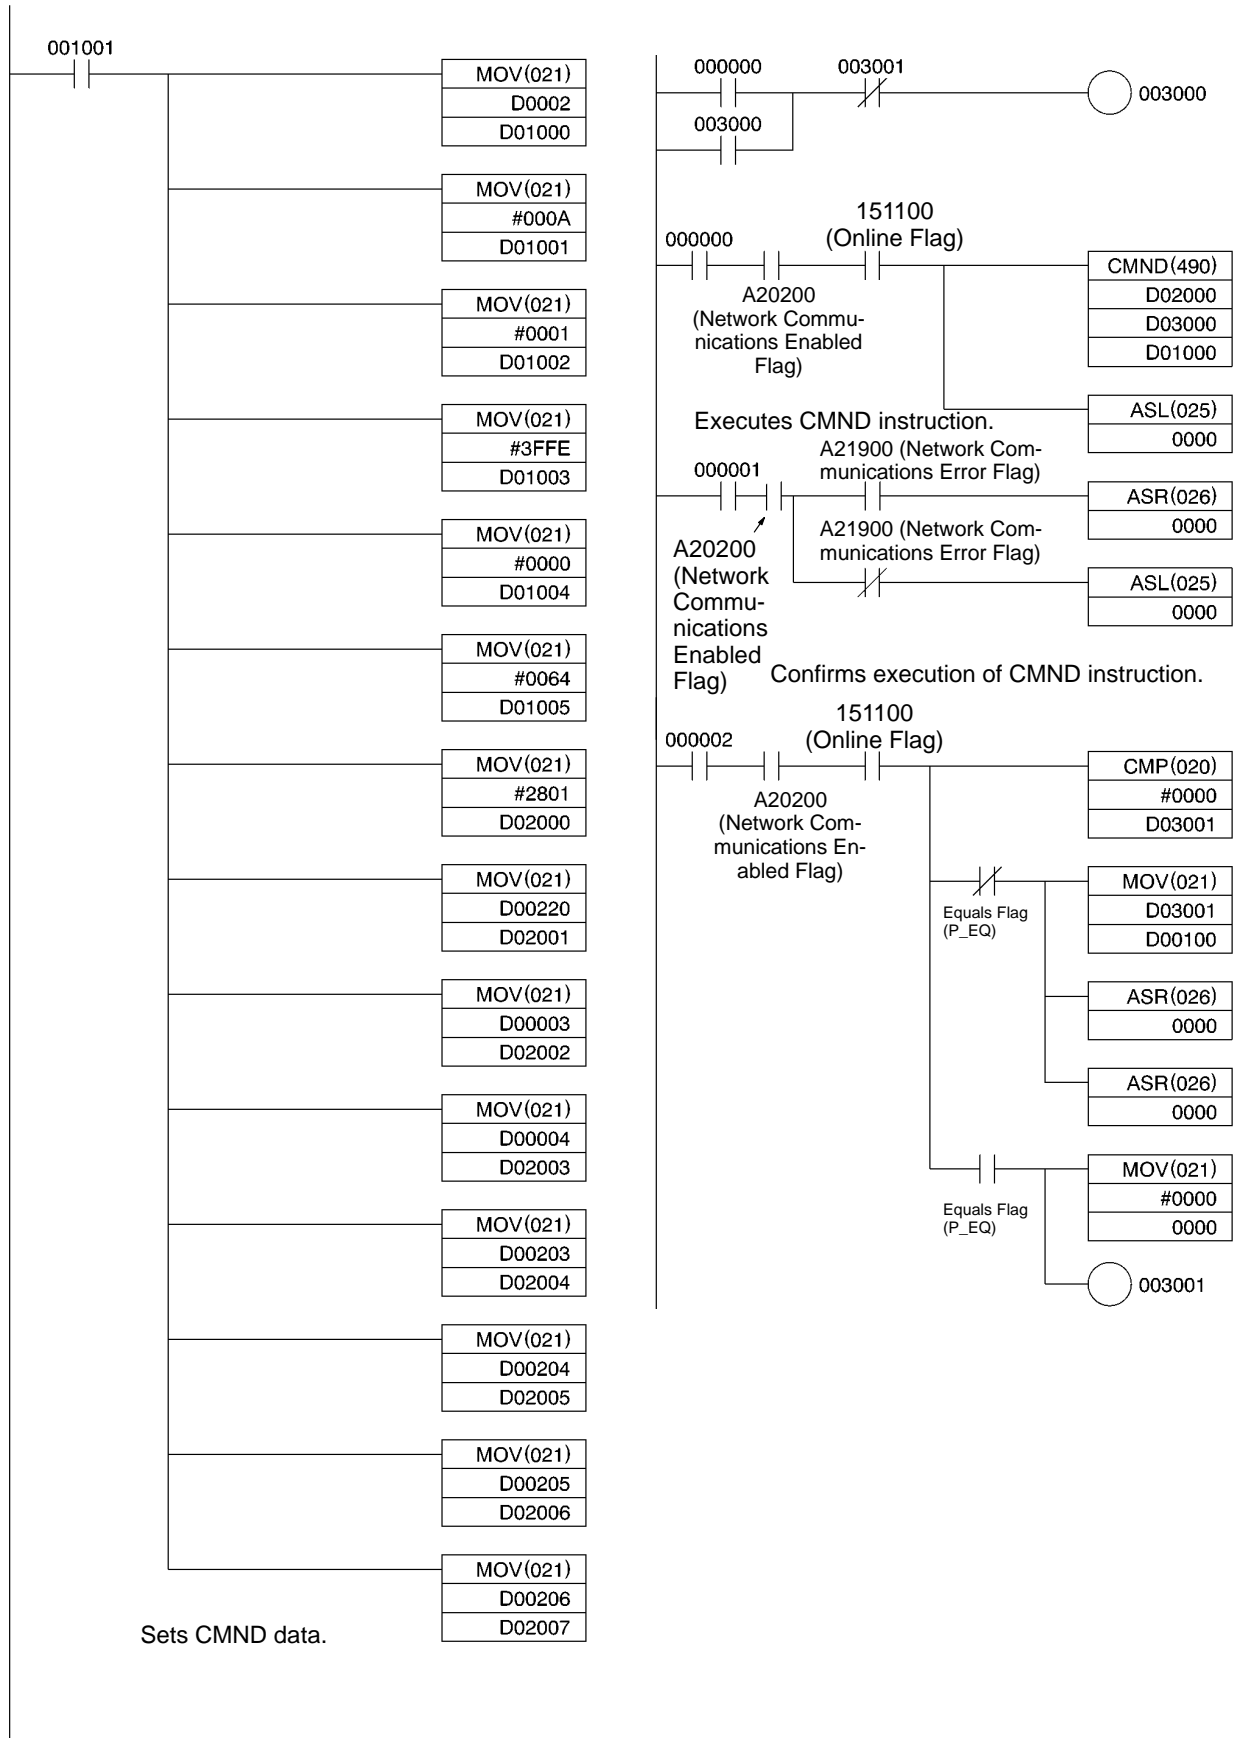 001001
MOV(021)
D0002
D01000
MOV(021)
#000A
D01001
MOV(021)
#0001
D01002
MOV(021)
#3FFE
D01003
MOV(021)
#0000
D01004
MOV(021)
#0064
D01005
MOV(021)
#2801
D02000
MOV(021)
D00220
D02001
MOV(021)
D00003
D02002
MOV(021)
D00004
D02003
MOV(021)
D00203
D02004
MOV(021)
D00204
D02005
MOV(021)
D00205
D02006
MOV(021)
D00206
D02007
Sets CMND data.
000000
003001
003000
003000
000000
151100
(Online Flag)
A20200
(Network Commu-
nications Enabled
Flag)
CMND(490)
D02000
D03000
D01000
ASL(025)
0000
Executes CMND instruction.
000001
A21900 (Network Com-
munications Error Flag)
ASR(026)
0000
A20200
(Network
Commu-
nications
Enabled
Flag)
A21900 (Network Com-
munications Error Flag)
ASL(025)
0000
Confirms execution of CMND instruction.
000002
151100
(Online Flag)
A20200
(Network Com-
munications En-
abled Flag)
CMP(020)
#0000
D03001
Equals Flag
(P_EQ)
MOV(021)
D03001
D00100
ASR(026)
0000
ASR(026)
0000
Equals Flag
(P_EQ)
MOV(021)
#0000
0000
003001